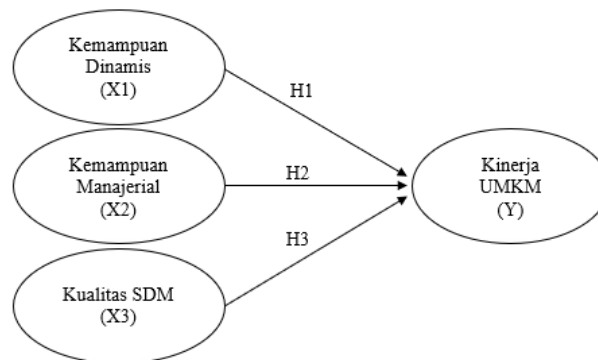 Kemampuan
Dinamis
(X1)
H1
Kemampuan
Manajerial
(X2)
H2
Kinerja
UMKM
(Y)
H3
Kualitas SDM
(X3)